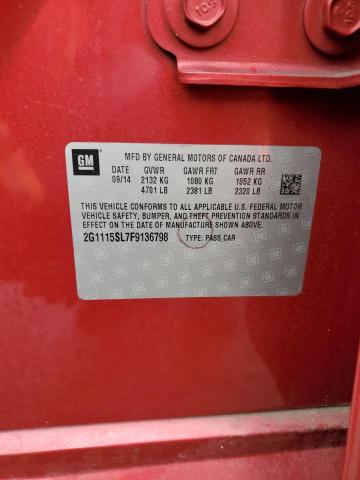 GM
MFD BY GENERAL MOTORS OF CANADA LTD.
DATE GVWR GAWR FRT GAWR RR
09/14 2132 KG 1080 KG 1052 KG
4701 LB 2381 LB 2320 LB
THIS VEHICLE CONFORMS TO ALL APPLICABLE U.S. FEDERAL MOTOR
VEHICLE SAFETY, BUMPER, AND THEFT PREVENTION STANDARDS IN
EFFECT ON THE DATE OF MANUFACTURE SHOWN ABOVE.
2G1115SL7F9136798 TYPE: PASS CAR